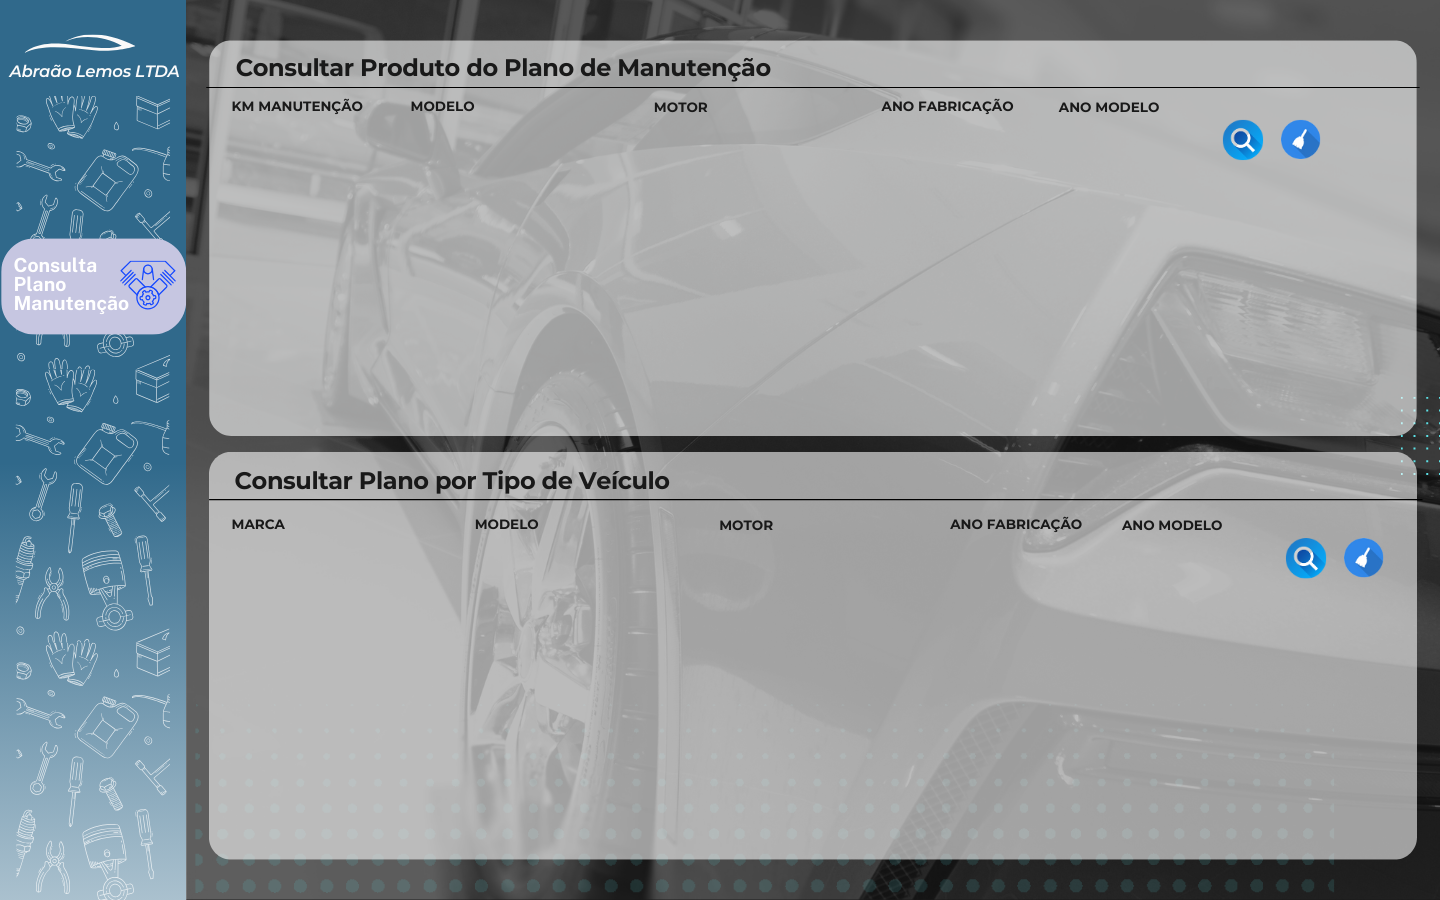 Abraão Lemos LTDA
Consulta
Plano
Manutenção
Consultar Produto do Plano de Manutenção
KM MANUTENÇÃO MODELO MOTOR ANO FABRICAÇÃO ANO MODELO
Consultar Plano por Tipo de Veículo
MARCA MODELO MOTOR ANO FABRICAÇÃO ANO MODELO